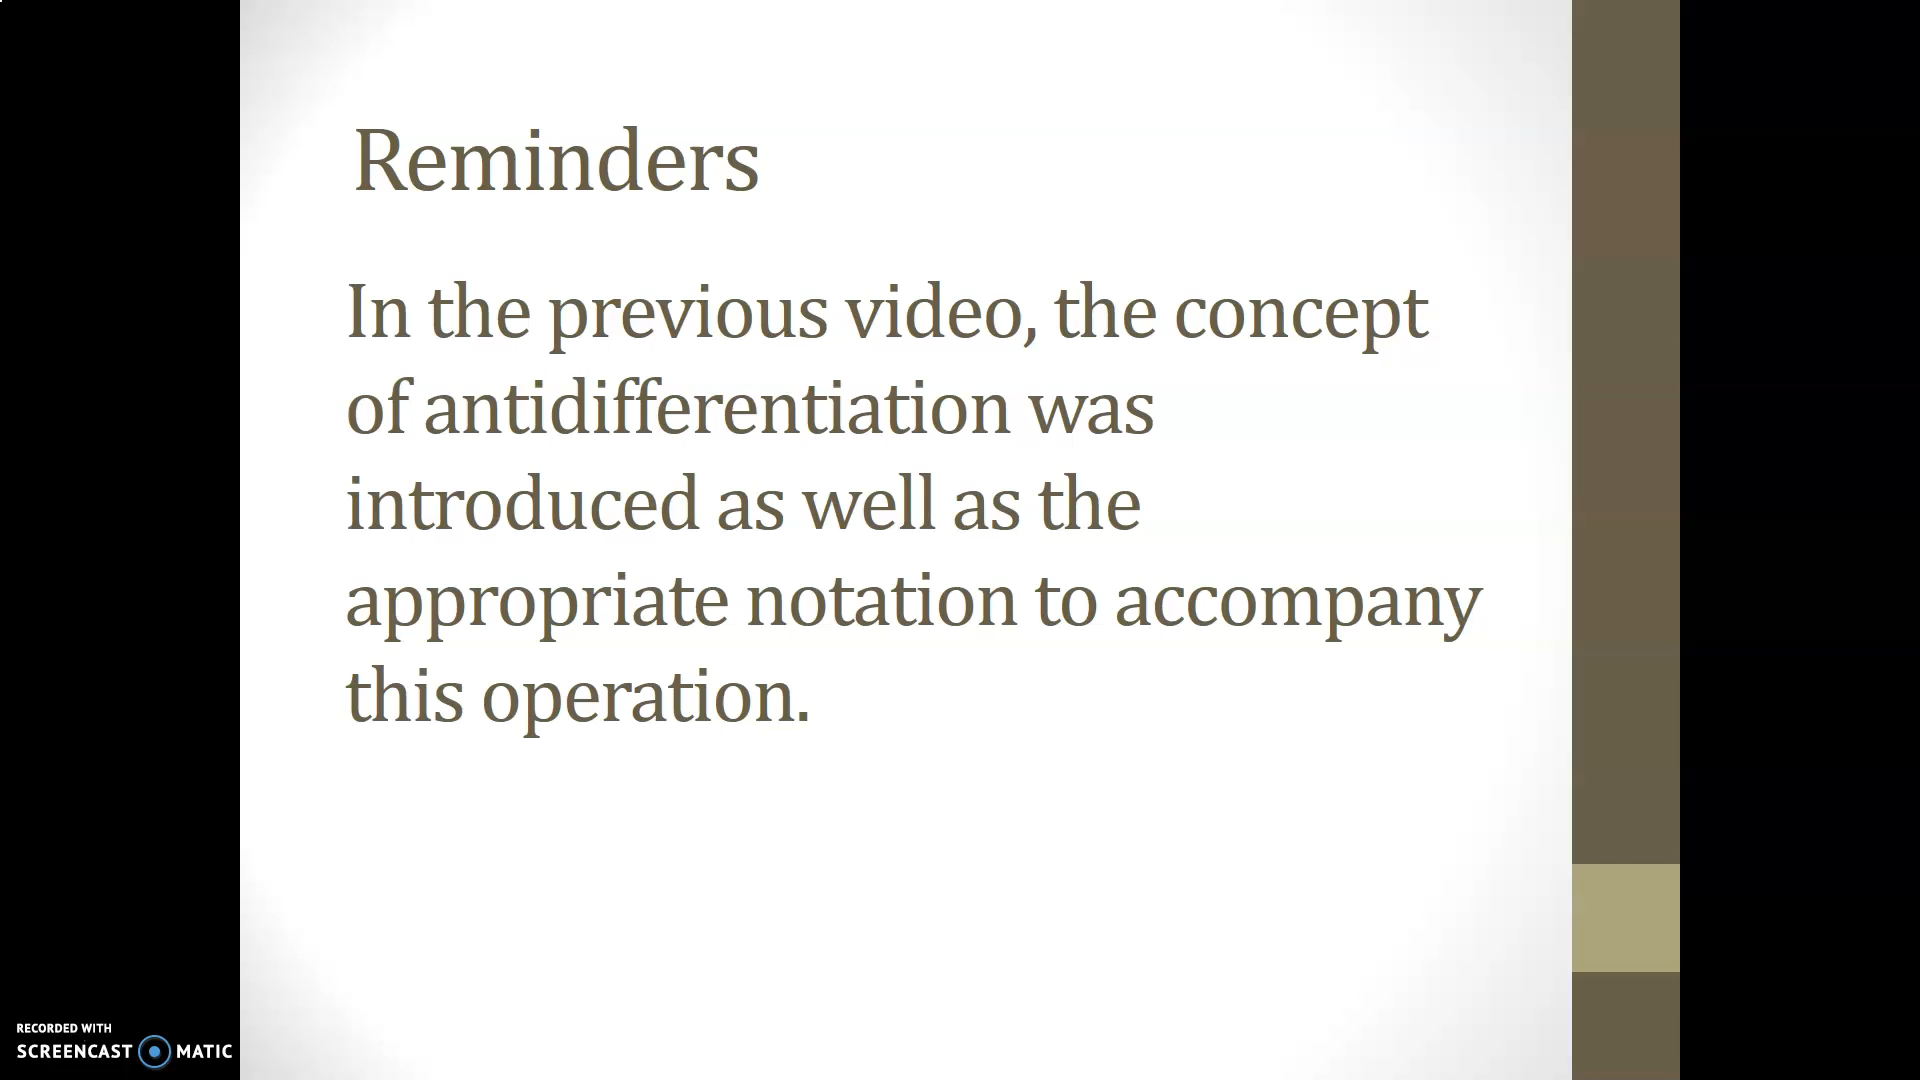 Reminders
In the previous video, the concept
of antidifferentiation was
introduced as well as the
appropriate notation to accompany
this operation.
RECORDED WITH
SCREENCAST MATIC